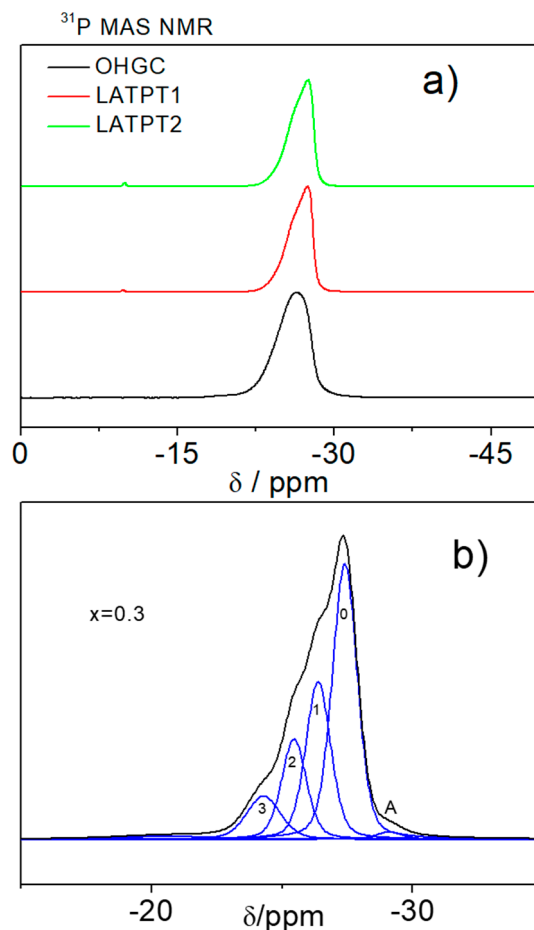 ³¹P MAS NMR
OHGC
LATPT1
LATPT2
a)
0 -15 -30 -45
δ / ppm
b)
x=0.3
0
1
2
3
A
-20 -30
δ/ppm